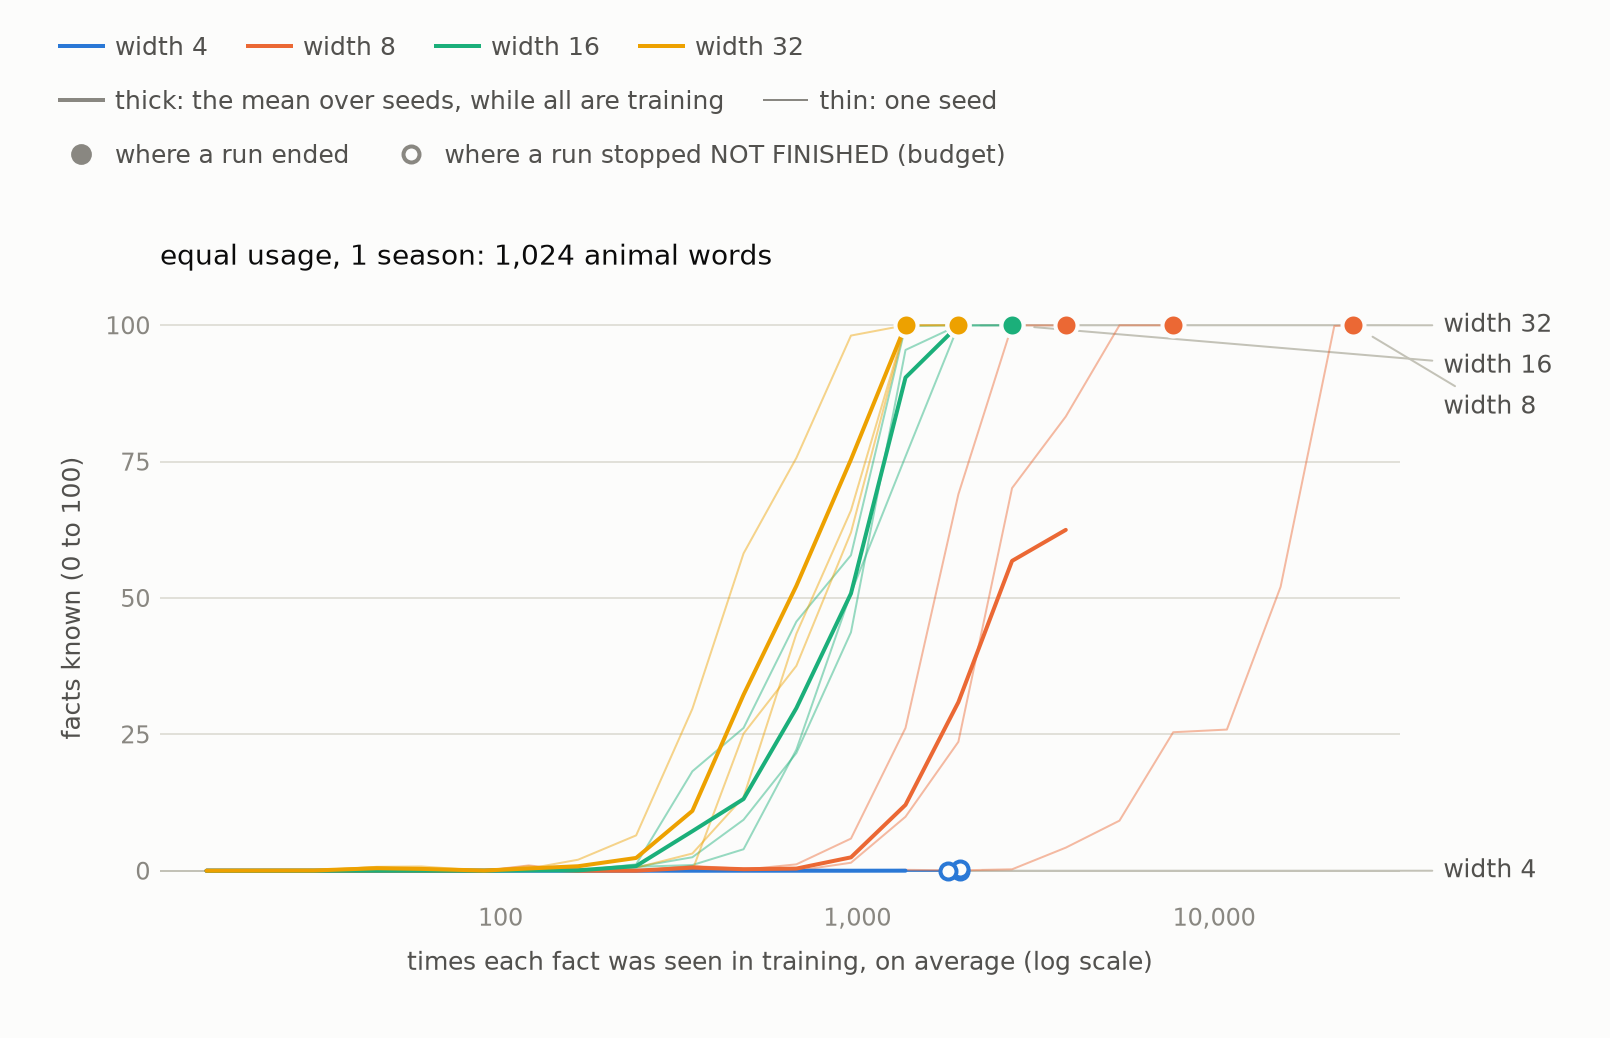 width 4 width 8 width 16 width 32
thick: the mean over seeds, while all are training thin: one seed
where a run ended where a run stopped NOT FINISHED (budget)
equal usage, 1 season: 1,024 animal words
100
75
50
25
0
facts known (0 to 100)
width 32
width 16
width 8
width 4
100 1,000 10,000
times each fact was seen in training, on average (log scale)